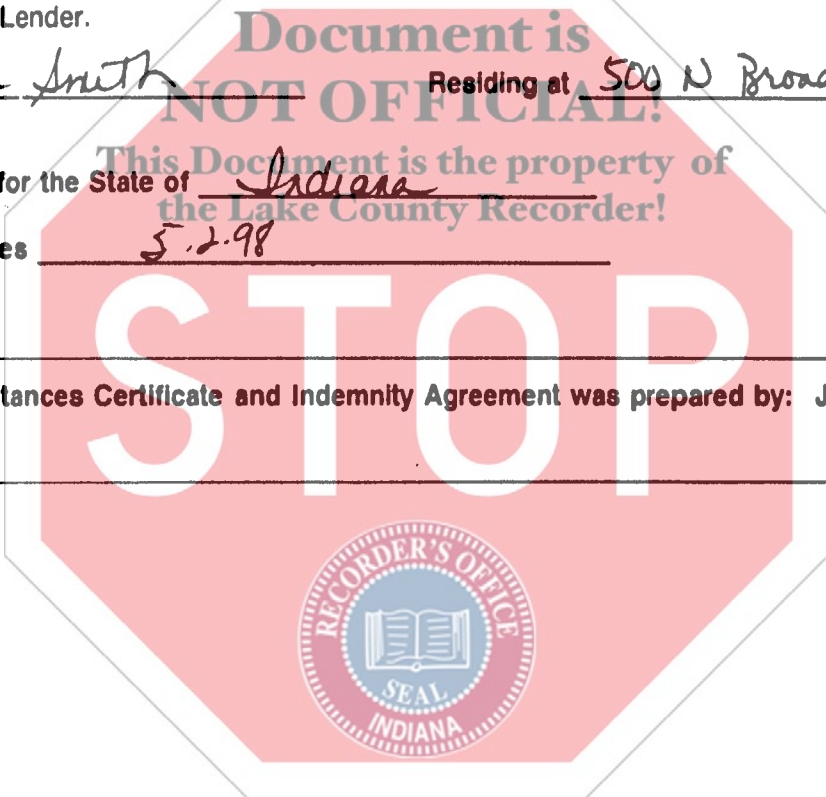 Lender.
Document is
Smith Residing at 500 N Broad
NOT OFFICIAL!
This Document is the property of
for the State of Indiana
the Lake County Recorder!
es 5.2.98
STOP
tances Certificate and Indemnity Agreement was prepared by: J
RECORDER'S OFFICE
SEAL
INDIANA